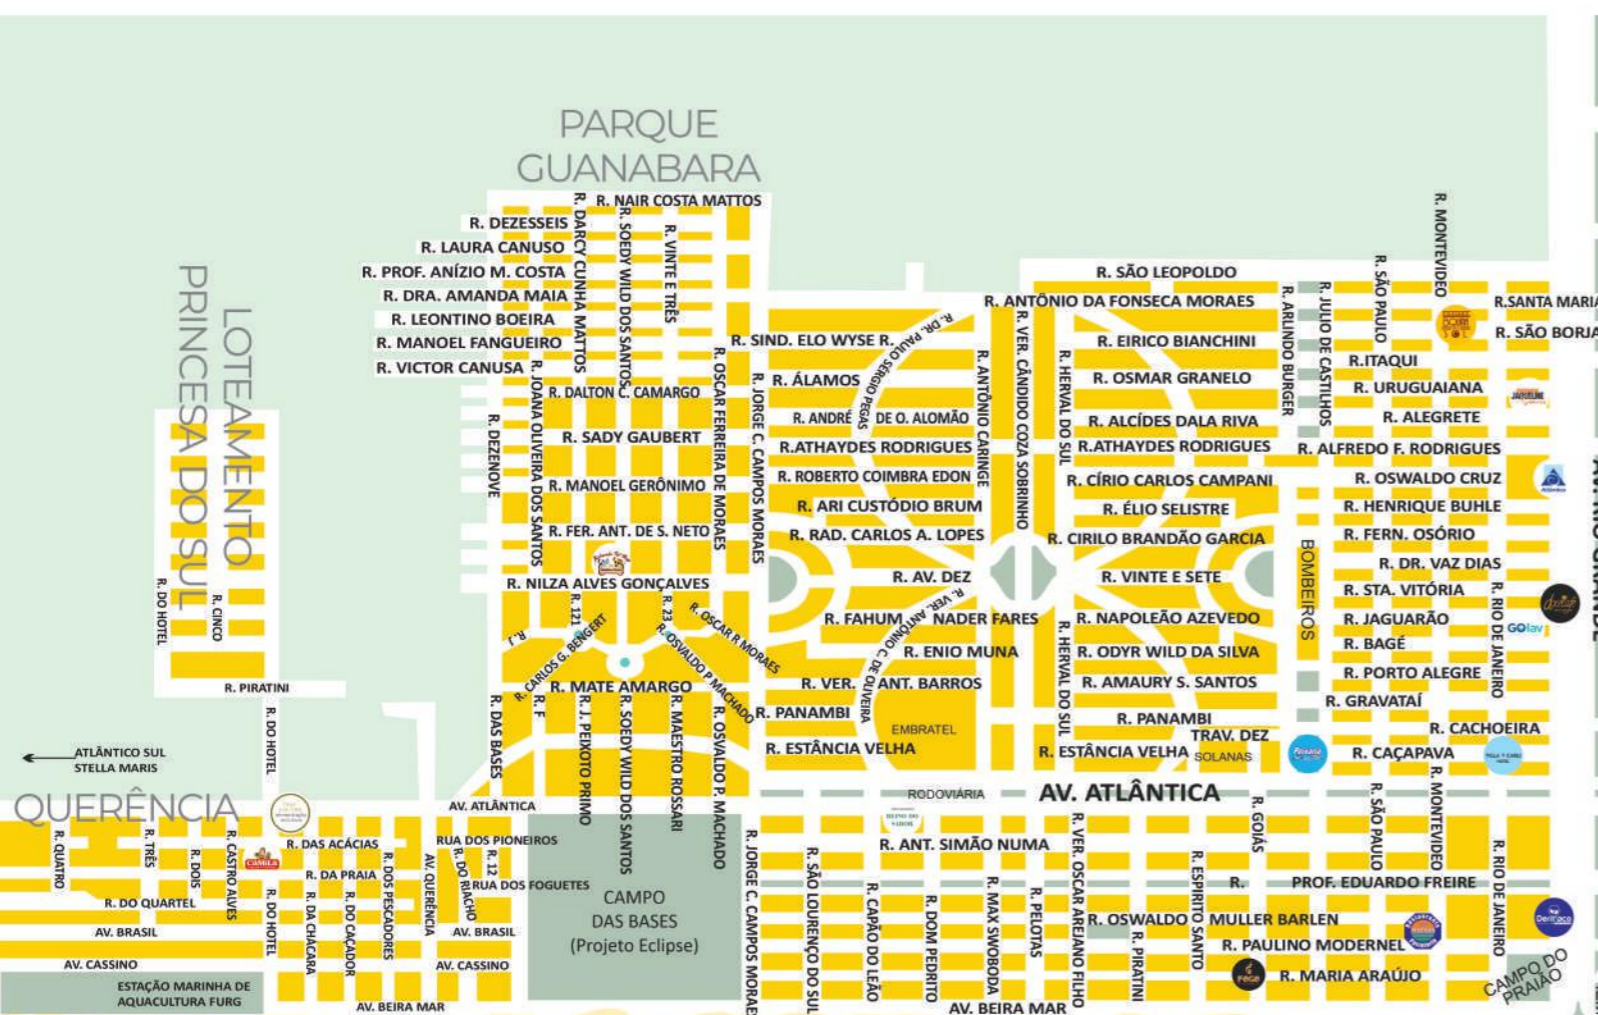 PARQUE
GUANABARA
R. NAIR COSTA MATTOS
R. DEZESSEIS
R. LAURA CANUSO
R. PROF. ANÍZIO M. COSTA
R. DRA. AMANDA MAIA
R. LEONTINO BOEIRA
R. MANOEL FANGUEIRO
R. VICTOR CANUSA
R. DARCY CUNHA MATTOS
R. SOEDY WILD DOS SANTOS
R. VINTE E TRÊS
R. DALTON C. CAMARGO
R. SADY GAUBERT
R. MANOEL GERÔNIMO
R. FER. ANT. DE S. NETO
R. NILZA ALVES GONÇALVES
R. DEZENOVE
R. JOANA OLIVEIRA DOS SANTOS
R. OSCAR FERREIRA DE MORAES
R. JORGE C. CAMPOS MORAES
R. J.
R. 121
R. 23
R. CARLOS G. BENGERT
R. OSCAR R MORAES
R. OSVALDO P MACHADO
R. MATE AMARGO
R. DAS BASES
R. F
R. J. PEIXOTO PRIMO
R. SOEDY WILD DOS SANTOS
R. MAESTRO ROSSARI
R. OSVALDO P. MACHADO
LOTEAMENTO
PRINCESA DO SUL
R. DO HOTEL
R. CINCO
R. PIRATINI
R. DO HOTEL
ATLÂNTICO SUL
STELLA MARIS
QUERÊNCIA
R. SÃO LEOPOLDO
R. ANTÔNIO DA FONSECA MORAES
R. SIND. ELO WYSE R.
R. DR. PAULO SÉRGIO PEGAS
R. EIRICO BIANCHINI
R. ÁLAMOS
R. OSMAR GRANELO
R. ANDRÉ DE O. ALOMÃO
R. ALCÍDES DALA RIVA
R.ATHAYDES RODRIGUES
R.ATHAYDES RODRIGUES
R. ROBERTO COIMBRA EDON
R. CÍRIO CARLOS CAMPANI
R. ARI CUSTÓDIO BRUM
R. ÉLIO SELISTRE
R. RAD. CARLOS A. LOPES
R. CIRILO BRANDÃO GARCIA
R. ANTÔNIO CARINGE
R. VER. CÂNDIDO COZA SOBRINHO
R. HERVAL DO SUL
R. AV. DEZ
R. VINTE E SETE
R. VER. ANTÔNIO C. DE OLIVEIRA
R. FAHUM NADER FARES
R. NAPOLEÃO AZEVEDO
R. ENIO MUNA
R. ODYR WILD DA SILVA
R. VER. ANT. BARROS
R. AMAURY S. SANTOS
R. HERVAL DO SUL
R. PANAMBI
R. PANAMBI
EMBRATEL
TRAV. DEZ
R. ESTÂNCIA VELHA
R. ESTÂNCIA VELHA
SOLANAS
RODOVIÁRIA
AV. ATLÂNTICA
R. ARLINDO BURGER
R. JULIO DE CASTILHOS
R. SÃO PAULO
R. MONTEVIDEO
R.SANTA MARIA
R. SÃO BORJA
R.ITAQUI
R. URUGUAIANA
JAQUELINE
R. ALEGRETE
R. ALFREDO F. RODRIGUES
R. OSWALDO CRUZ
R. HENRIQUE BUHLE
R. FERN. OSÓRIO
BOMBEIROS
R. DR. VAZ DIAS
R. STA. VITÓRIA
R. JAGUARÃO
GOlav
R. BAGÉ
R. PORTO ALEGRE
R. GRAVATAÍ
R. RIO DE JANEIRO
R. CACHOEIRA
R. CAÇAPAVA
AV. RIO GRANDE
AV. ATLÂNTICA
R. QUATRO
R. TRÊS
R. DOIS
R. CASTRO ALVES
CAMILA
R. DAS ACÁCIAS
R. DA PRAIA
R. DO HOTEL
R. DA CHÁCARA
R. DO CAÇADOR
R. DOS PESCADORES
AV. QUERÊNCIA
RUA DOS PIONEIROS
R. DO RIACHO
R. 12
RUA DOS FOGUETES
R. DO QUARTEL
AV. BRASIL
AV. BRASIL
AV. CASSINO
AV. CASSINO
ESTAÇÃO MARINHA DE
AQUACULTURA FURG
AV. BEIRA MAR
CAMPO
DAS BASES
(Projeto Eclipse)
R. JORGE C. CAMPOS MORAES
R. SÃO LOURENÇO DO SUL
R. ANT. SIMÃO NUMA
R. CAPÃO DO LEÃO
R. DOM PEDRITO
R. MAX SWOBODA
R. PELOTAS
R. VER. OSCAR AREJANO FILHO
R. PIRATINI
R. ESPIRITO SANTO
R. GOIÁS
R. SÃO PAULO
R. MONTEVIDEO
R. RIO DE JANEIRO
R. PROF. EDUARDO FREIRE
R. OSWALDO MULLER BARLEN
R. PAULINO MODERNEL
R. MARIA ARAÚJO
AV. BEIRA MAR
CAMPO DO
PRAIÃO